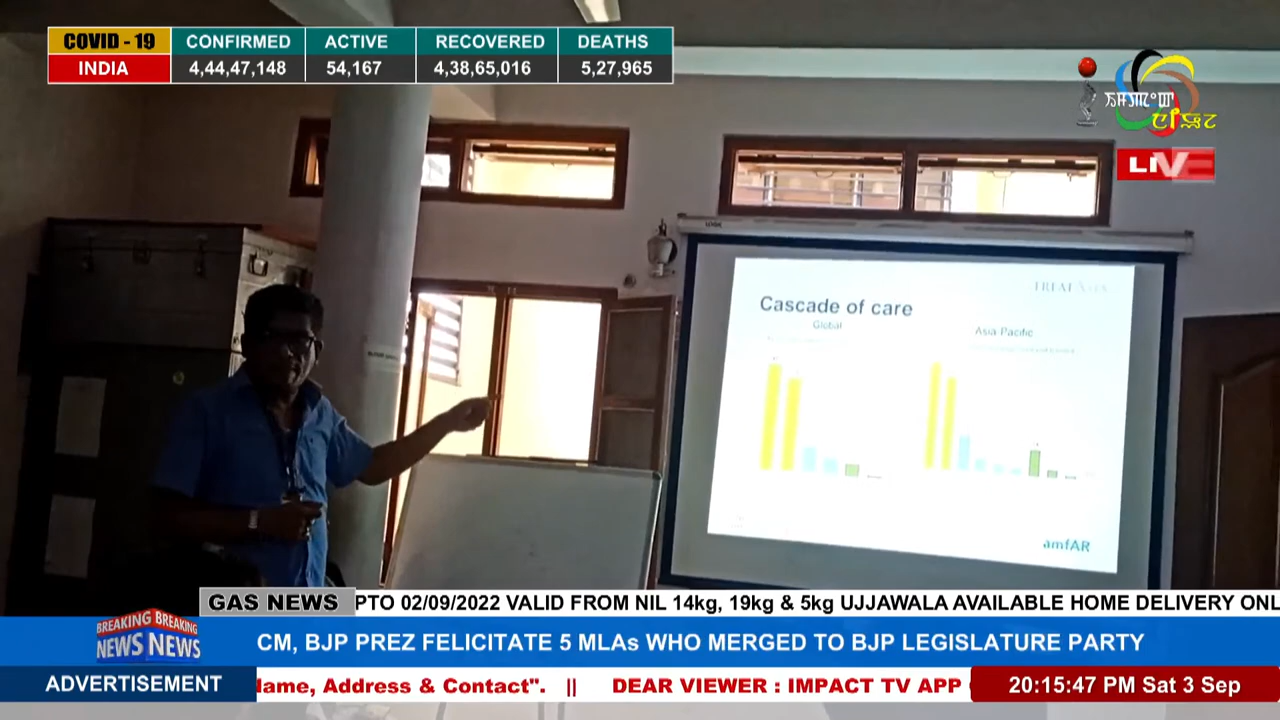 COVID - 19 CONFIRMED ACTIVE RECOVERED DEATHS
INDIA 4,44,47,148 54,167 4,38,65,016 5,27,965
ꯏꯝꯄꯦꯛꯠ
LIVE
TREAT Asia
Cascade of care
Global
Asia Pacific
amfAR
GAS NEWS PTO 02/09/2022 VALID FROM NIL 14kg, 19kg & 5kg UJJAWALA AVAILABLE HOME DELIVERY ONL
BREAKING BREAKING
NEWS NEWS
CM, BJP PREZ FELICITATE 5 MLAs WHO MERGED TO BJP LEGISLATURE PARTY
ADVERTISEMENT Name, Address & Contact". || DEAR VIEWER : IMPACT TV APP 20:15:47 PM Sat 3 Sep